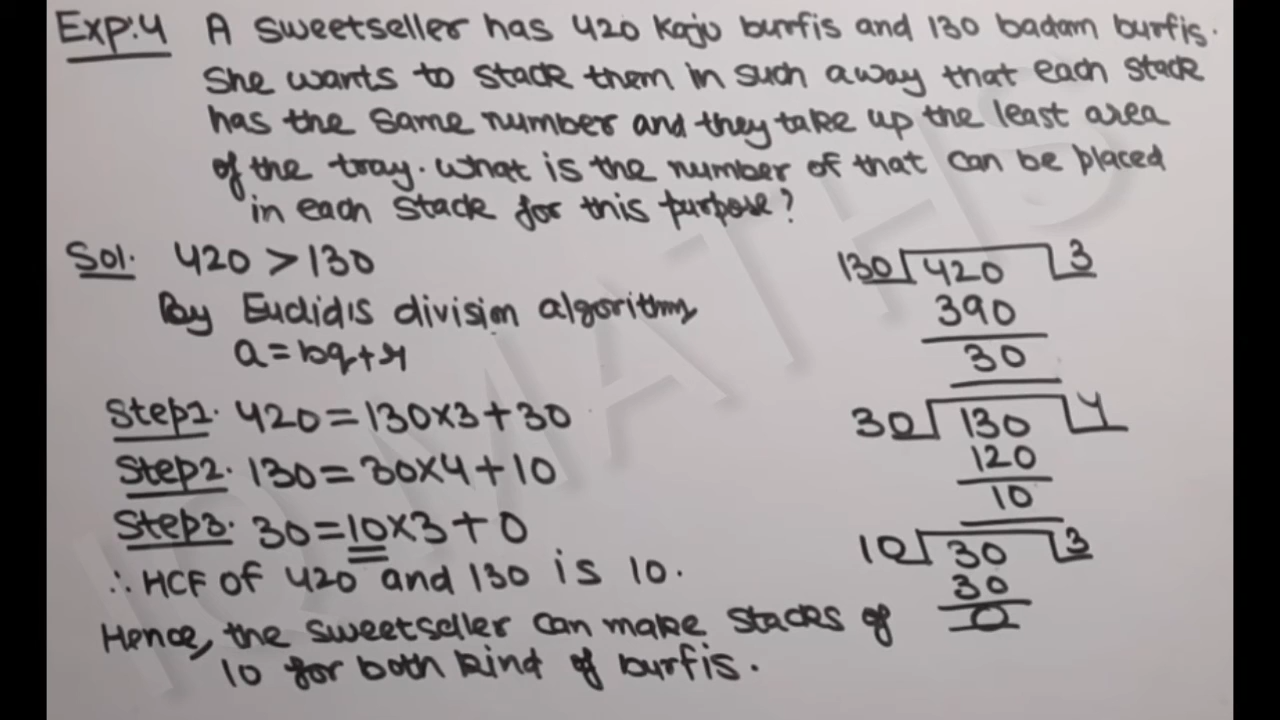 Exp:4 A sweetseller has 420 Kaju burfis and 130 badam burfis.
She wants to stack them in such a way that each stack
has the same number and they take up the least area
of the tray. What is the number of that can be placed
in each stack for this purpose?
Sol. 420 > 130
By Euclid's division algorithm,
a = bq + r
Step1. 420 = 130×3 + 30
Step2. 130 = 30×4 + 10
Step3. 30 = 10×3 + 0
∴ HCF of 420 and 130 is 10.
Hence, the sweetseller can make stacks of
10 for both kind of burfis.
130 420 3
390
30
30 130 4
120
10
10 30 3
30
0
IQ MATHS